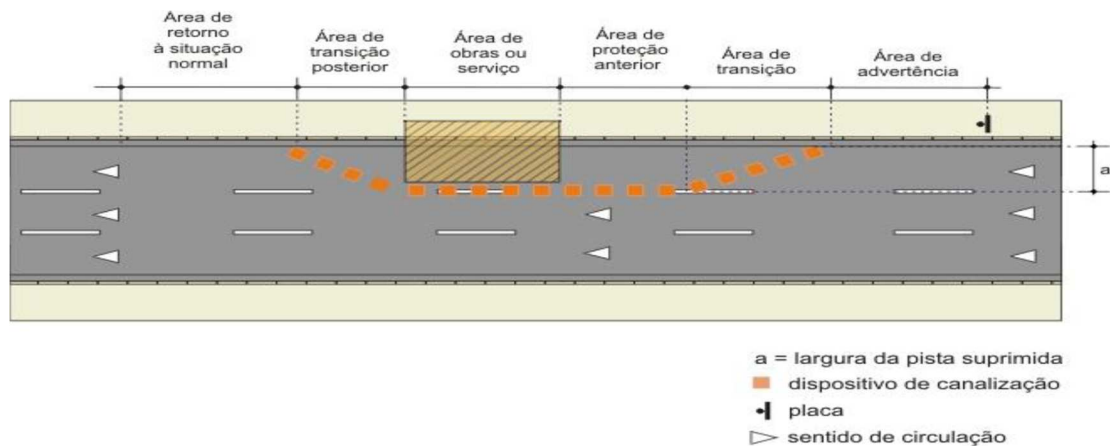 Área de
retorno
à situação
normal
Área de
transição
posterior
Área de
obras ou
serviço
Área de
proteção
anterior
Área de
transição
Área de
advertência
a
a = largura da pista suprimida
dispositivo de canalização
placa
sentido de circulação